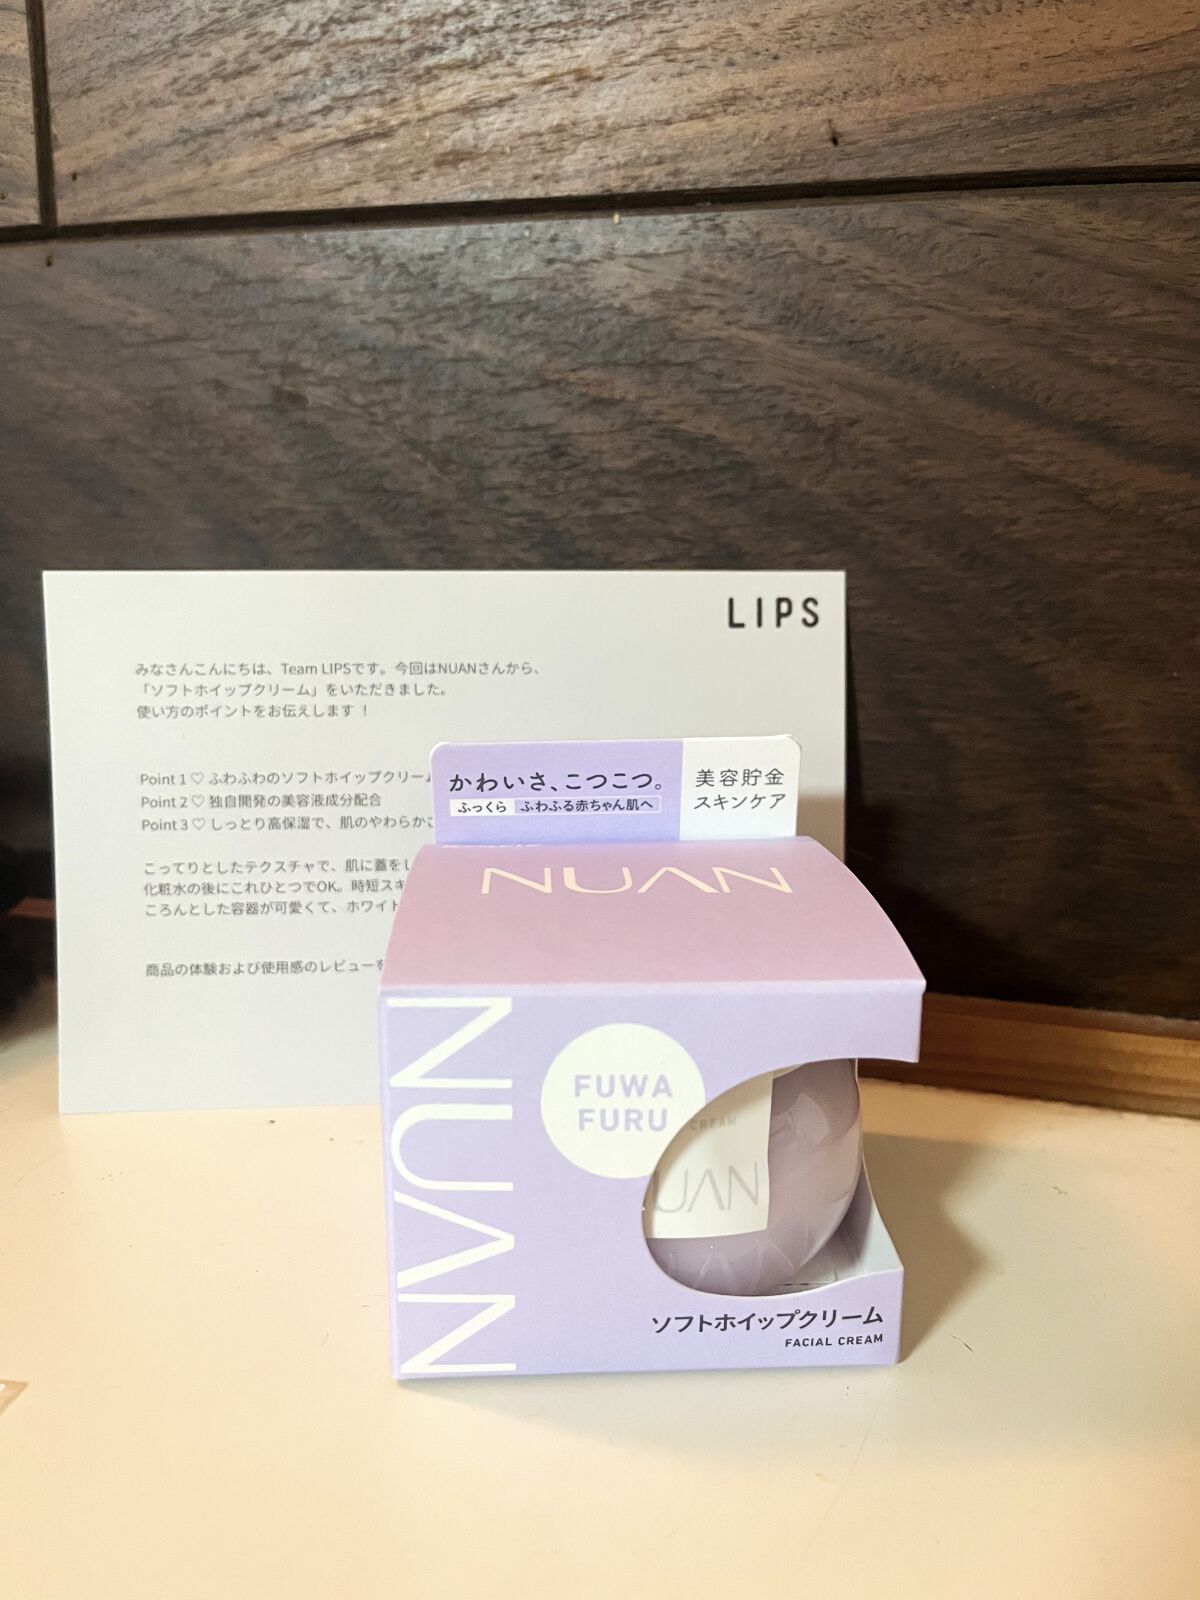 LIPS
みなさんこんにちは、Team LIPSです。今回はNUANさんから、
「ソフトホイップクリーム」をいただきました。
使い方のポイントをお伝えします！
Point 1♡ ふわふわのソフトホイップクリーム
Point 2♡ 独自開発の美容液成分配合
Point 3♡ しっとり高保湿で、肌のやわらか
こってりとしたテクスチャで、肌に蓋をし
化粧水の後にこれひとつでOK。時短スキ
ころんとした容器が可愛くて、ホワイト
商品の体験および使用感のレビューを
かわいさ、こつこつ。
ふっくら ふわふる赤ちゃん肌へ
美容貯金
スキンケア
NUAN
NUAN
FUWA
FURU
CREAM
UAN
ソフトホイップクリーム
FACIAL CREAM